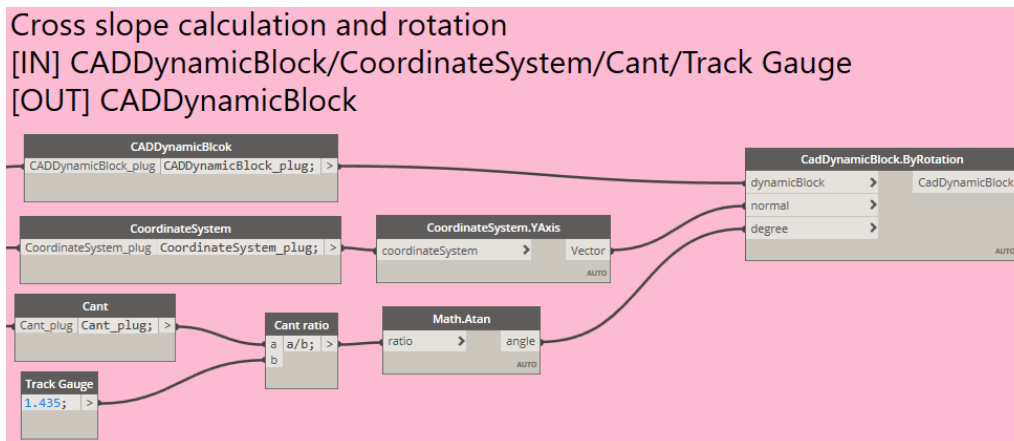 Cross slope calculation and rotation
[IN] CADDynamicBlock/CoordinateSystem/Cant/Track Gauge
[OUT] CADDynamicBlock
CADDynamicBlcok
CADDynamicBlock_plug CADDynamicBlock_plug; >
CadDynamicBlock.ByRotation
dynamicBlock > CadDynamicBlock
normal >
degree >
AUTO
CoordinateSystem
CoordinateSystem_plug CoordinateSystem_plug; >
CoordinateSystem.YAxis
coordinateSystem > Vector
AUTO
Cant
Cant_plug Cant_plug; >
Cant ratio
a a/b; >
b
Math.Atan
ratio > angle
AUTO
Track Gauge
1.435; >